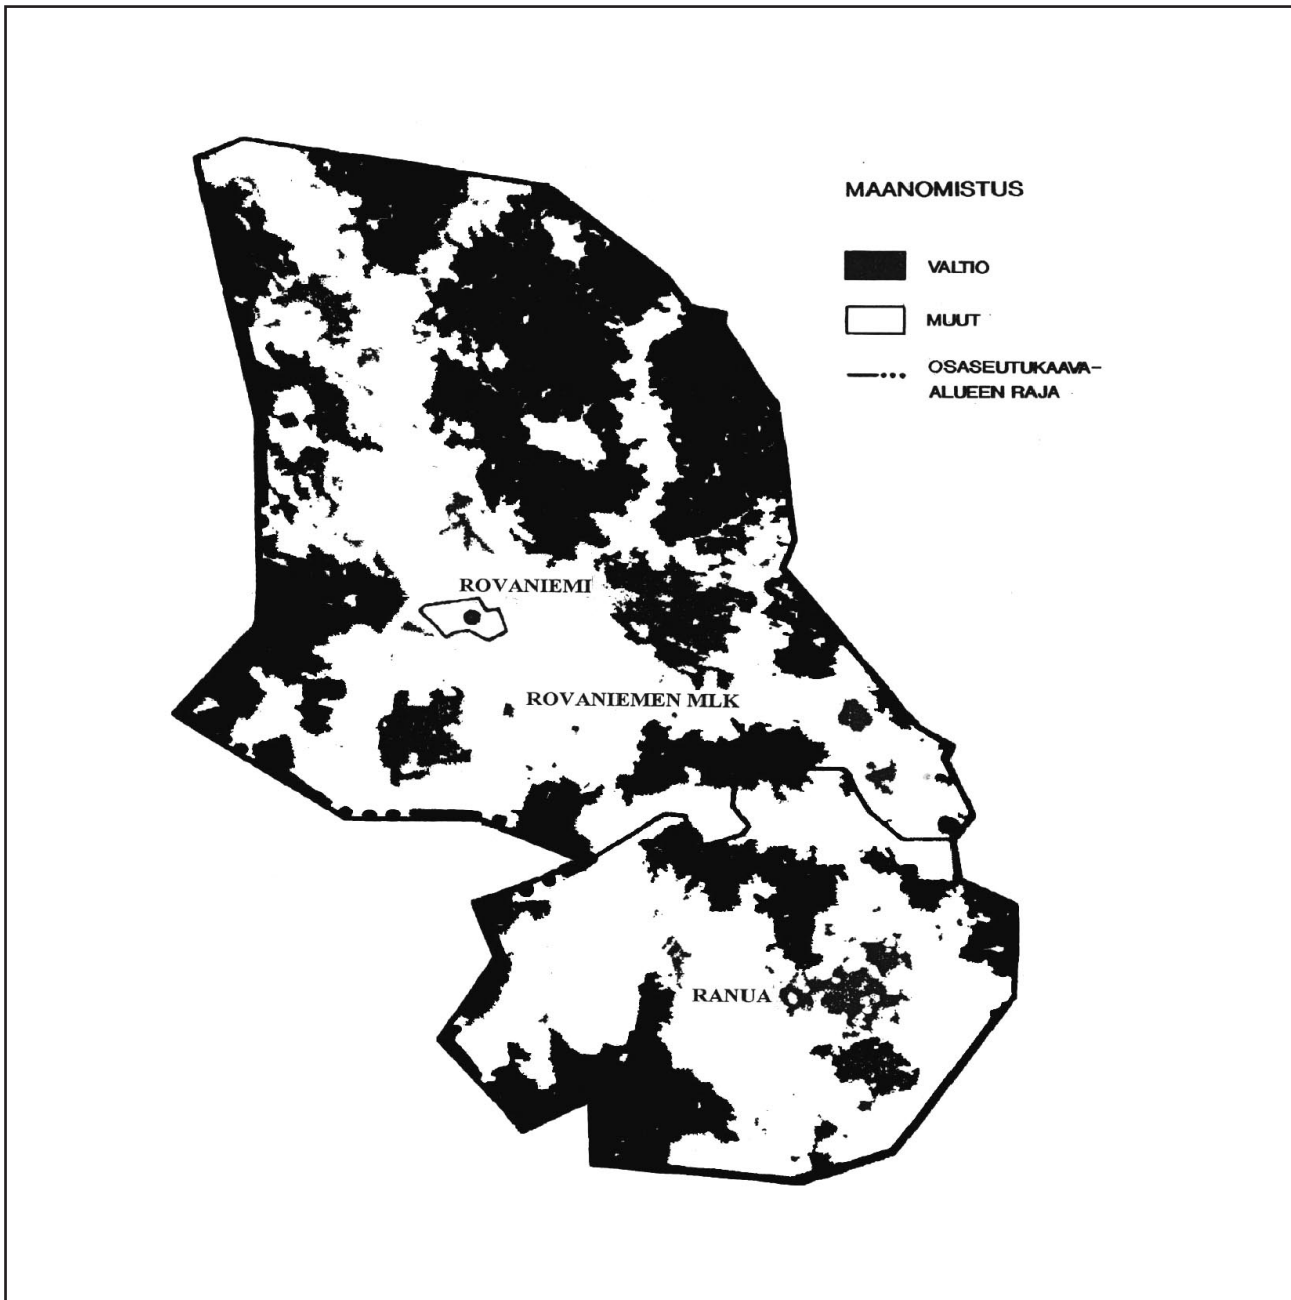 MAANOMISTUS
VALTIO
MUUT
OSASEUTUKAAVA-
ALUEEN RAJA
ROVANIEMI
ROVANIEMEN MLK
RANUA